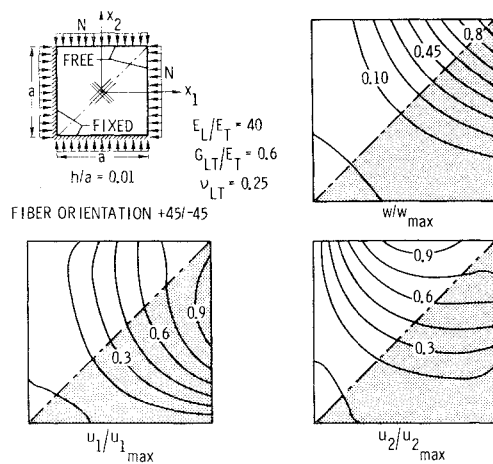 N
x2
FREE
N
a
x1
FIXED
a
h/a = 0.01
EL/ET = 40
GLT/ET = 0.6
νLT = 0.25
FIBER ORIENTATION +45/-45
0.8
0.45
0.10
w/wmax
0.9
0.6
0.3
u1/u1max
0.9
0.6
0.3
u2/u2max